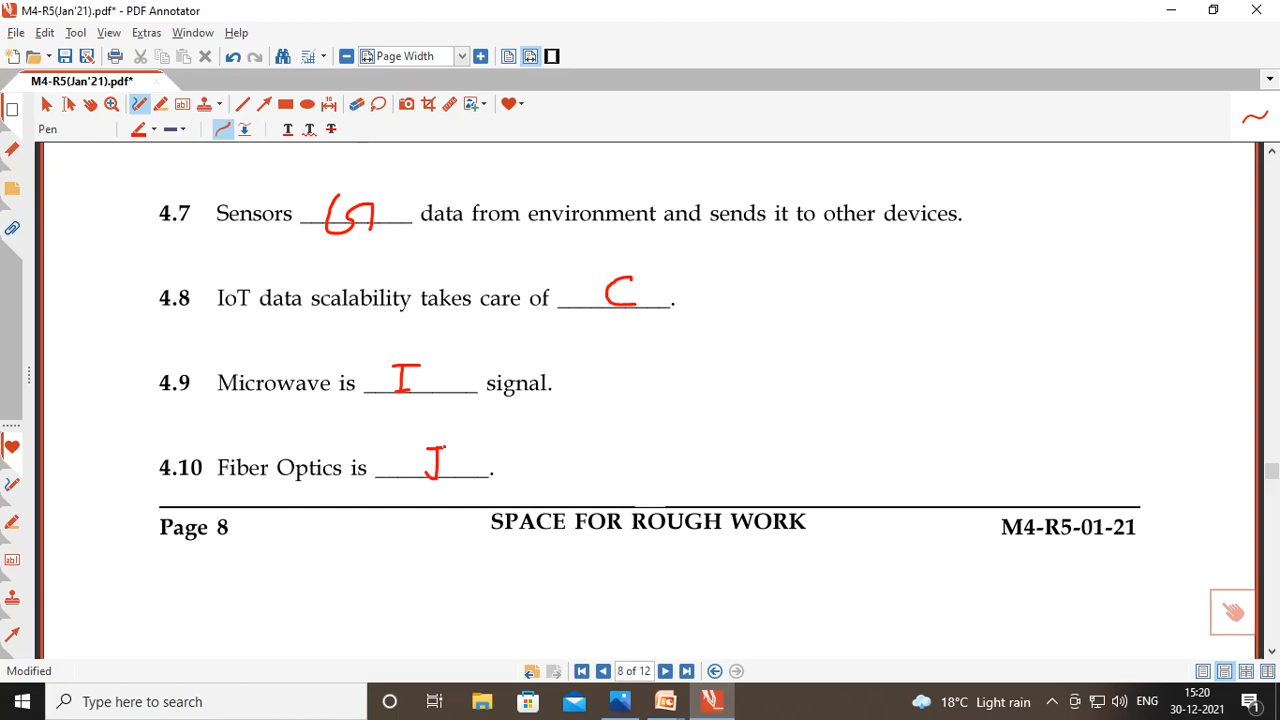 M4-R5(Jan'21).pdf* - PDF Annotator
File Edit Tool View Extras Window Help
Page Width
M4-R5(Jan'21).pdf*
Pen
4.7 Sensors __________ G data from environment and sends it to other devices.
4.8 IoT data scalability takes care of __________ C.
4.9 Microwave is __________ I signal.
4.10 Fiber Optics is __________ J.
Page 8 SPACE FOR ROUGH WORK M4-R5-01-21
Modified 8 of 12
Type here to search 18°C Light rain ENG 15:20
30-12-2021